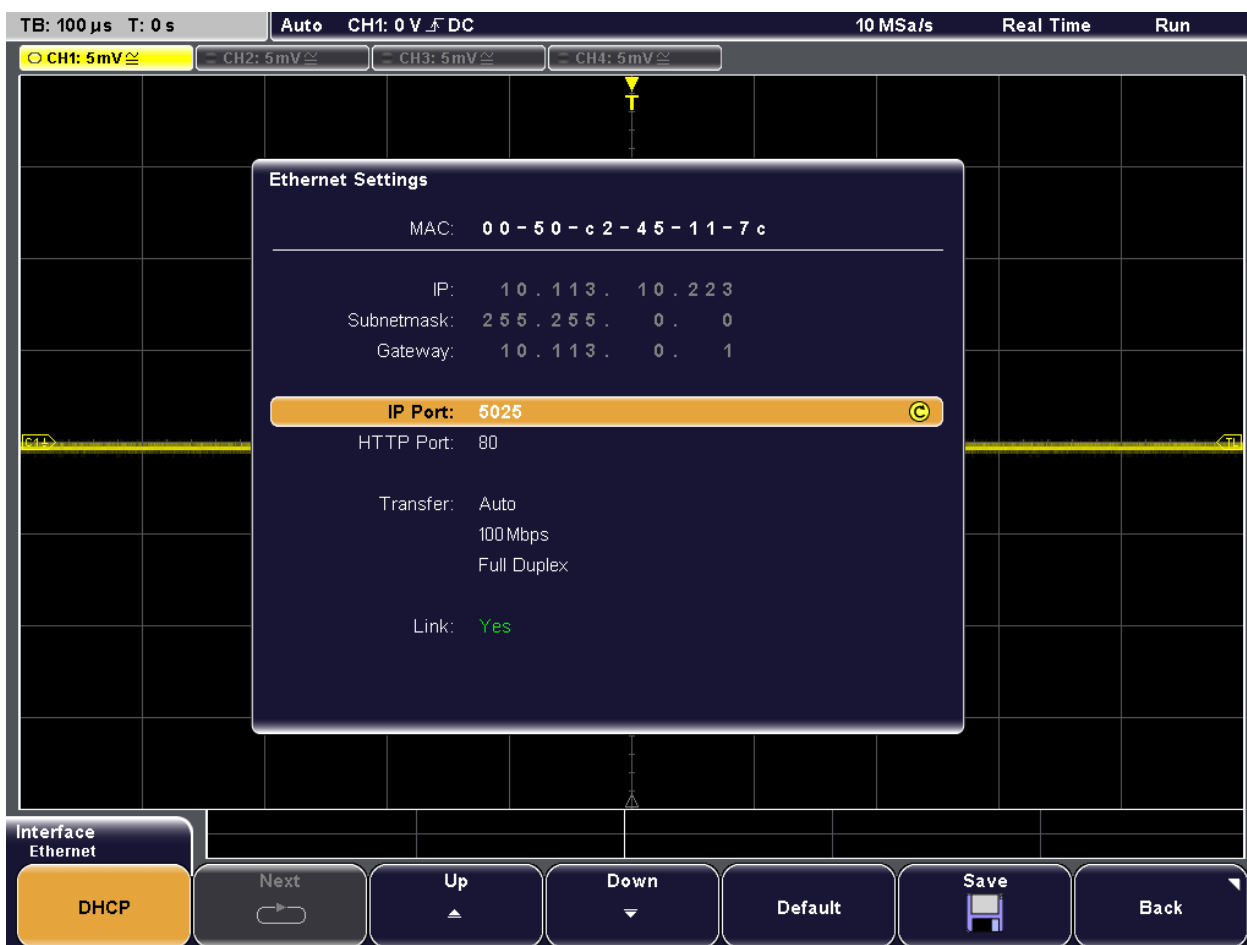 TB: 100 µs T: 0 s Auto CH1: 0 V DC 10 MSa/s Real Time Run
CH1: 5mV≅ CH2: 5mV≅ CH3: 5mV≅ CH4: 5mV≅
T
Ethernet Settings
MAC: 00-50-c2-45-11-7c
IP: 10.113. 10.223
Subnetmask: 255.255. 0. 0
Gateway: 10.113. 0. 1
IP Port: 5025
C1 TL
HTTP Port: 80
Transfer: Auto
100 Mbps
Full Duplex
Link: Yes
Interface
Ethernet
DHCP Next Up Down Default Save Back